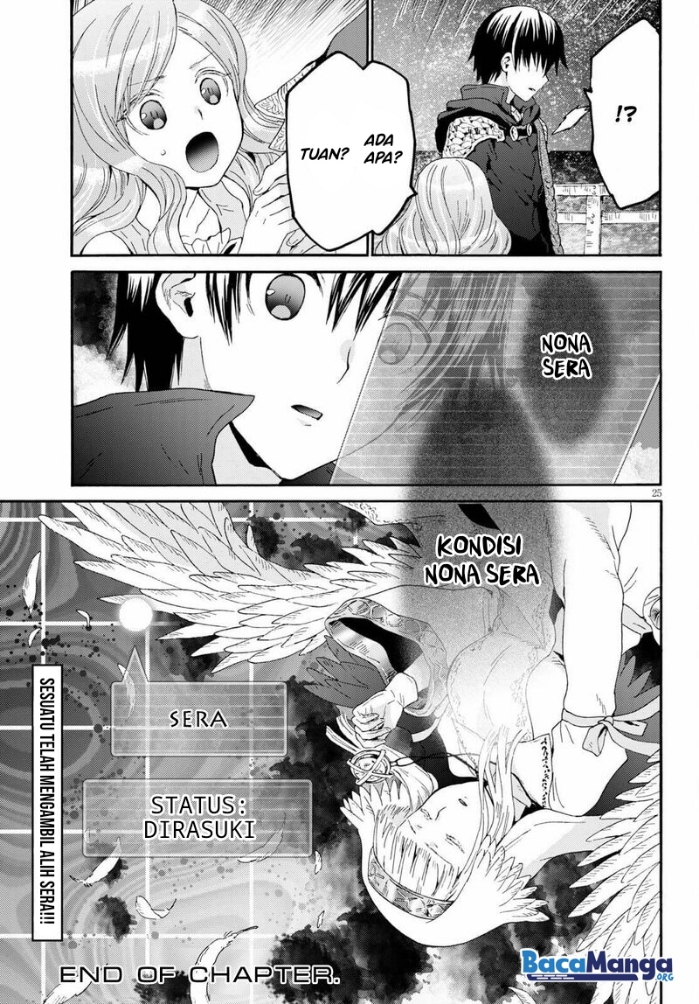 !?
ADA
APA?
TUAN?
NONA
SERA
25
KONDISI
NONA SERA
SERA
STATUS:
DIRASUKI
SESUATU TELAH MENGAMBIL ALIH SERA!!!
END OF CHAPTER.
BacaManga
.ORG